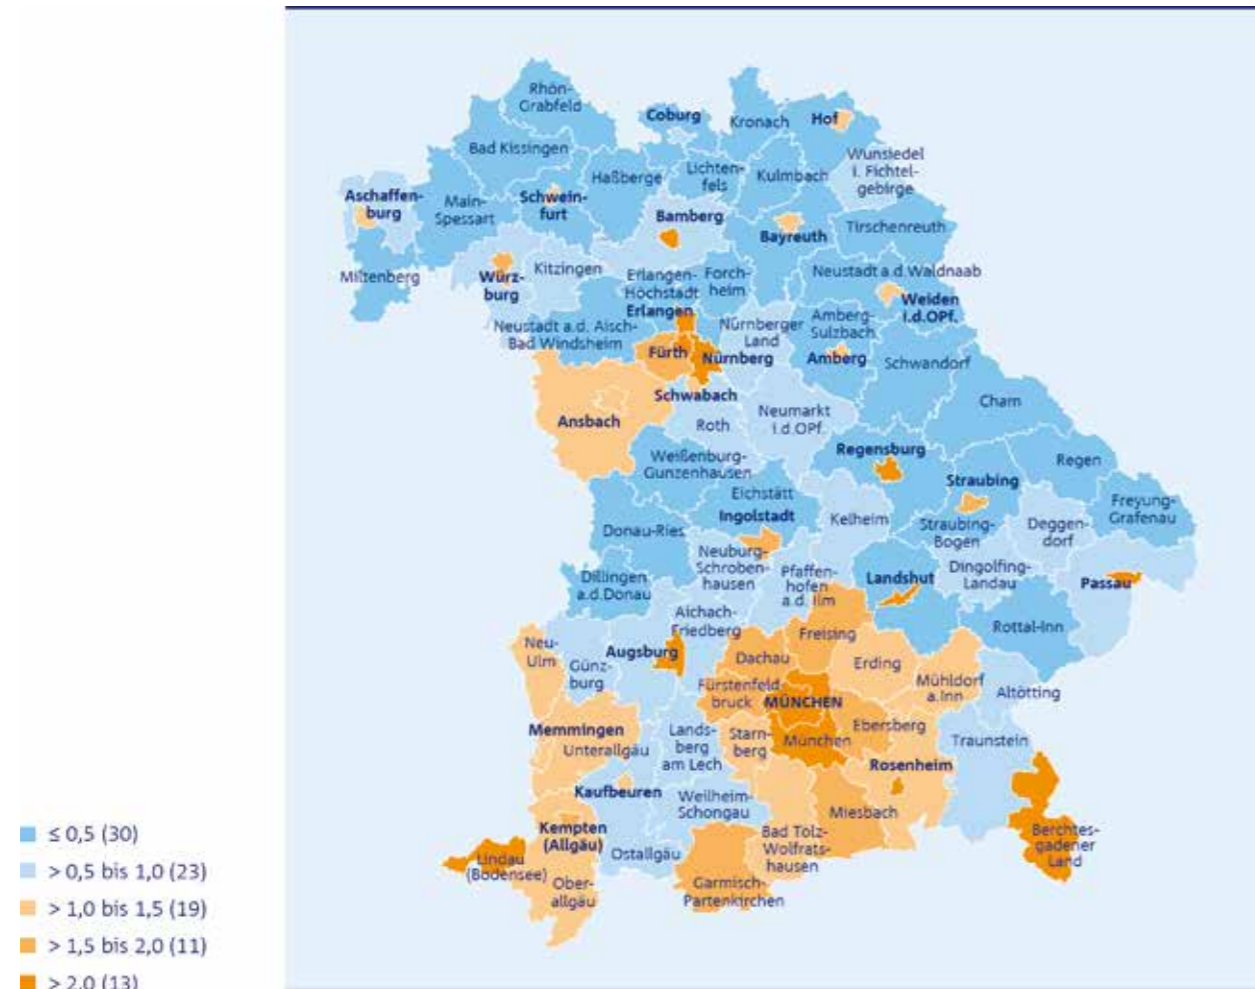 Rhön-
Grabfeld
Coburg
Kronach
Hof
Bad Kissingen
Wunsiedel
i. Fichtel-
gebirge
Haßberge
Lichten-
fels
Kulmbach
Aschaffen-
burg
Main-
Spessart
Schwein-
furt
Bamberg
Bayreuth
Tirschenreuth
Miltenberg
Würz-
burg
Kitzingen
Erlangen-
Höchstadt
Forch-
heim
Neustadt a.d.Waldnaab
Erlangen
Weiden
i.d.OPf.
Neustadt a.d. Aisch-
Bad Windsheim
Nürnberger
Land
Amberg-
Sulzbach
Fürth
Nürnberg
Amberg
Schwandorf
Schwabach
Ansbach
Roth
Neumarkt
i.d.OPf.
Cham
Weißenburg-
Gunzenhausen
Regensburg
Regen
Straubing
Eichstätt
Ingolstadt
Kelheim
Freyung-
Grafenau
Donau-Ries
Straubing-
Bogen
Deggen-
dorf
Neuburg-
Schroben-
hausen
Dillingen
a.d.Donau
Pfaffen-
hofen
a.d. Ilm
Landshut
Dingolfing-
Landau
Passau
Aichach-
Friedberg
Rottal-Inn
Neu-
Ulm
Augsburg
Freising
Günz-
burg
Dachau
Erding
Fürstenfeld-
bruck
MÜNCHEN
Mühldorf
a.Inn
Altötting
Memmingen
Unterallgäu
Lands-
berg
am Lech
Starn-
berg
München
Ebersberg
Traunstein
Rosenheim
Kaufbeuren
Weilheim-
Schongau
Miesbach
Kempten
(Allgäu)
Ostallgäu
Bad Tölz-
Wolfrats-
hausen
Berchtes-
gadener
Land
Lindau
(Bodensee)
Ober-
allgäu
Garmisch-
Partenkirchen
≤ 0,5 (30)
> 0,5 bis 1,0 (23)
> 1,0 bis 1,5 (19)
> 1,5 bis 2,0 (11)
> 2,0 (13)